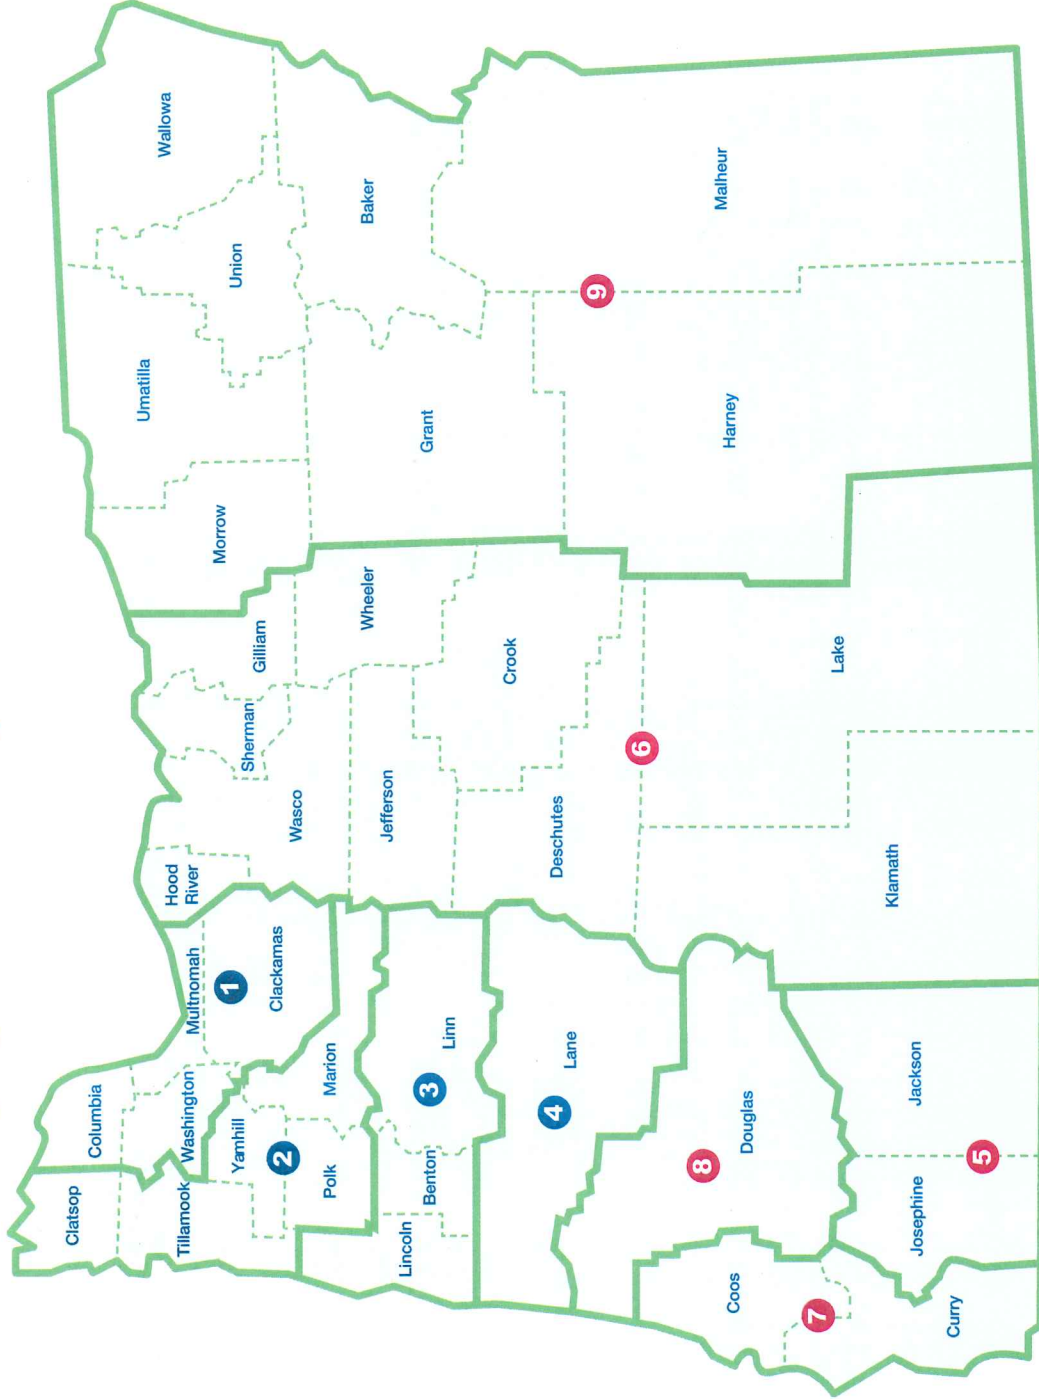 Clatsop
Columbia
Tillamook
Washington
Multnomah
Hood
River
1
Clackamas
Yamhill
2
Polk
Marion
Wasco
Sherman
Gilliam
Morrow
Umatilla
Union
Wallowa
Lincoln
Benton
3
Linn
Jefferson
Wheeler
Grant
Baker
4
Lane
Deschutes
Crook
6
9
Coos
8
Douglas
7
Curry
Josephine
5
Jackson
Klamath
Lake
Harney
Malheur